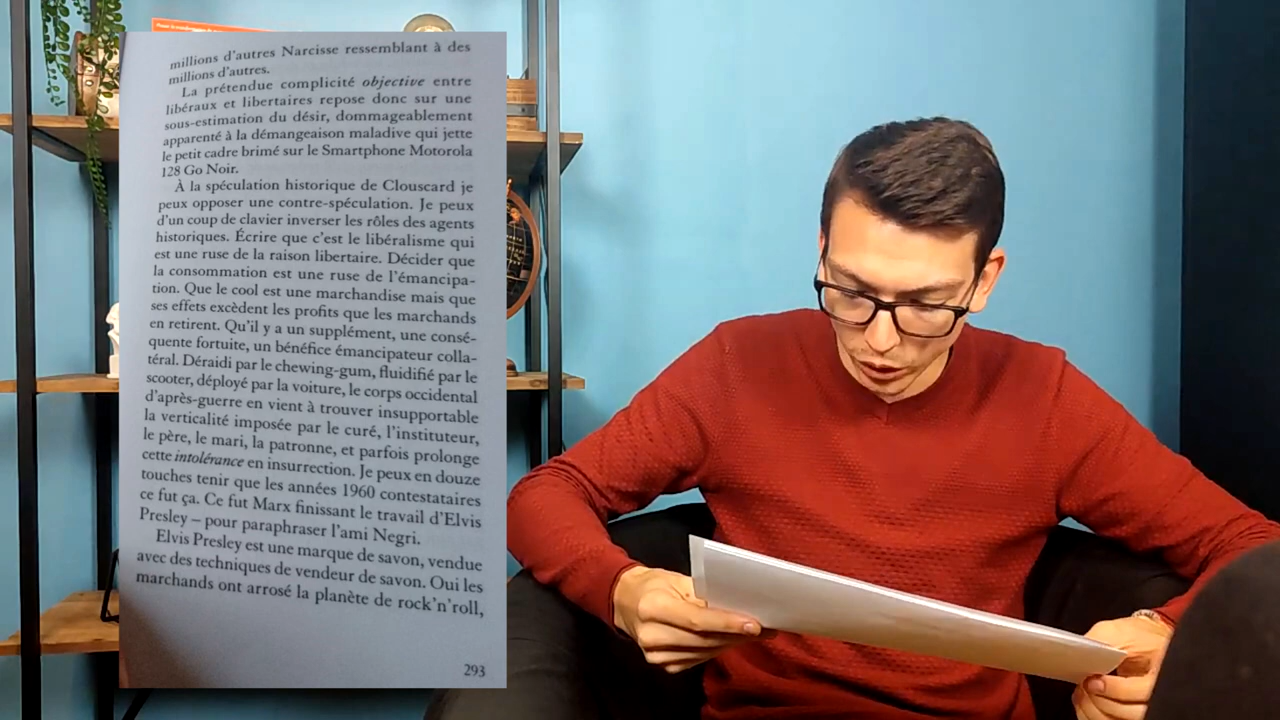 millions d'autres Narcisse ressemblant à des
millions d'autres.
La prétendue complicité objective entre
libéraux et libertaires repose donc sur une
sous-estimation du désir, dommageablement
apparenté à la démangeaison maladive qui jette
le petit cadre brimé sur le Smartphone Motorola
128 Go Noir.
À la spéculation historique de Clouscard je
peux opposer une contre-spéculation. Je peux
d'un coup de clavier inverser les rôles des agents
historiques. Écrire que c'est le libéralisme qui
est une ruse de la raison libertaire. Décider que
la consommation est une ruse de l'émancipa-
tion. Que le cool est une marchandise mais que
ses effets excèdent les profits que les marchands
en retirent. Qu'il y a un supplément, une consé-
quente fortuite, un bénéfice émancipateur colla-
téral. Déraidi par le chewing-gum, fluidifié par le
scooter, déployé par la voiture, le corps occidental
d'après-guerre en vient à trouver insupportable
la verticalité imposée par le curé, l'instituteur,
le père, le mari, la patronne, et parfois prolonge
cette intolérance en insurrection. Je peux en douze
touches tenir que les années 1960 contestataires
ce fut ça. Ce fut Marx finissant le travail d'Elvis
Presley – pour paraphraser l'ami Negri.
Elvis Presley est une marque de savon, vendue
avec des techniques de vendeur de savon. Oui les
marchands ont arrosé la planète de rock'n'roll,
293